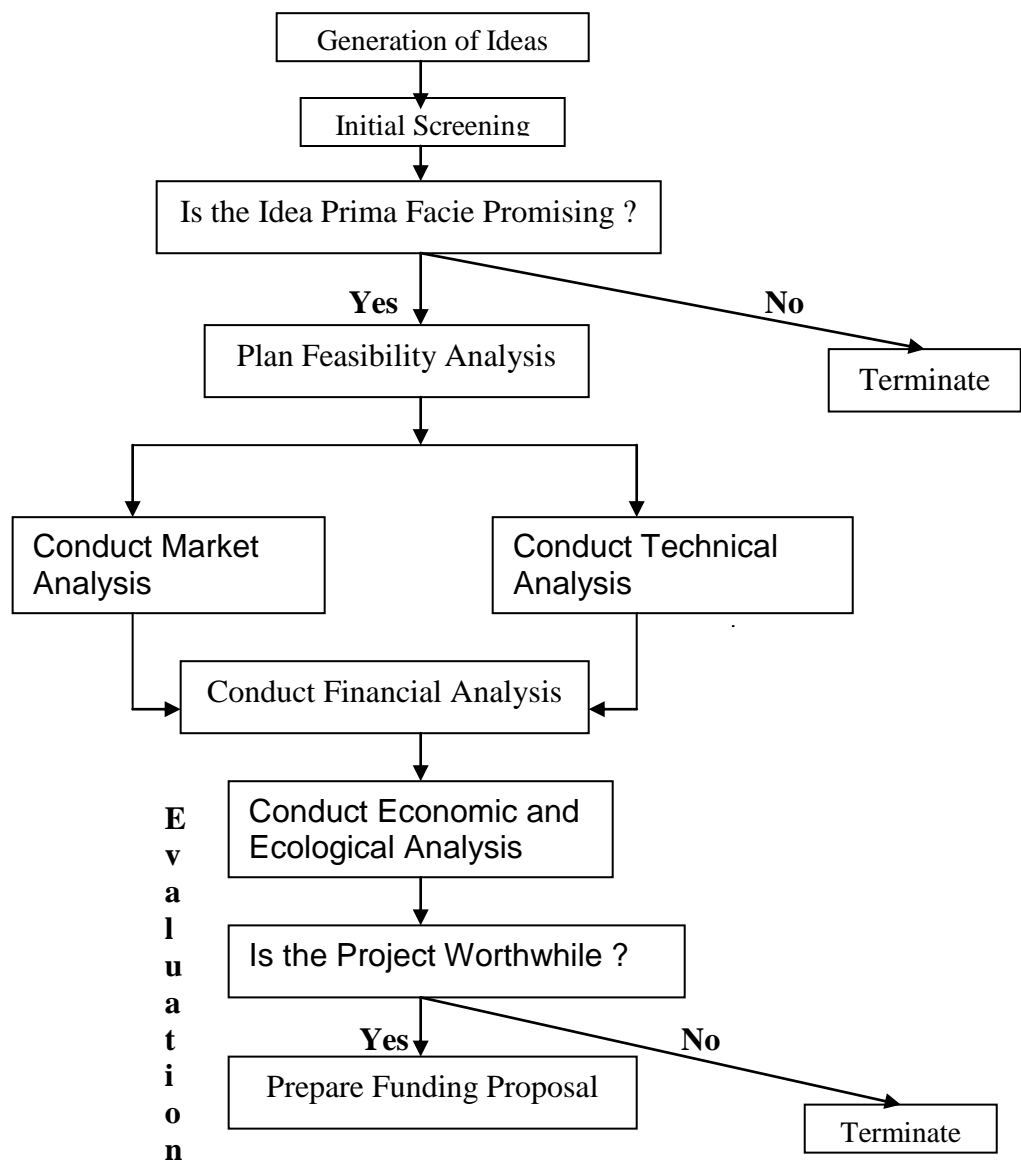 Generation of Ideas
Initial Screening
Is the Idea Prima Facie Promising ?
Yes
No
Plan Feasibility Analysis
Terminate
Conduct Market
Analysis
Conduct Technical
Analysis
Conduct Financial Analysis
Evaluation
Conduct Economic and
Ecological Analysis
Is the Project Worthwhile ?
Yes
No
Prepare Funding Proposal
Terminate